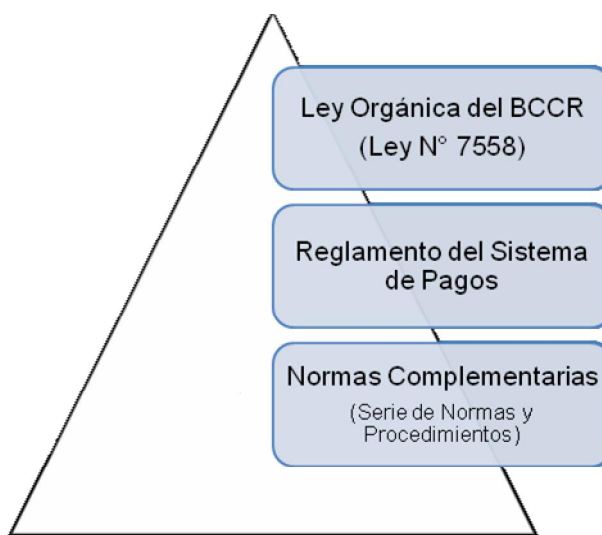 Ley Orgánica del BCCR
(Ley N° 7558)
Reglamento del Sistema
de Pagos
Normas Complementarias
(Serie de Normas y
Procedimientos)